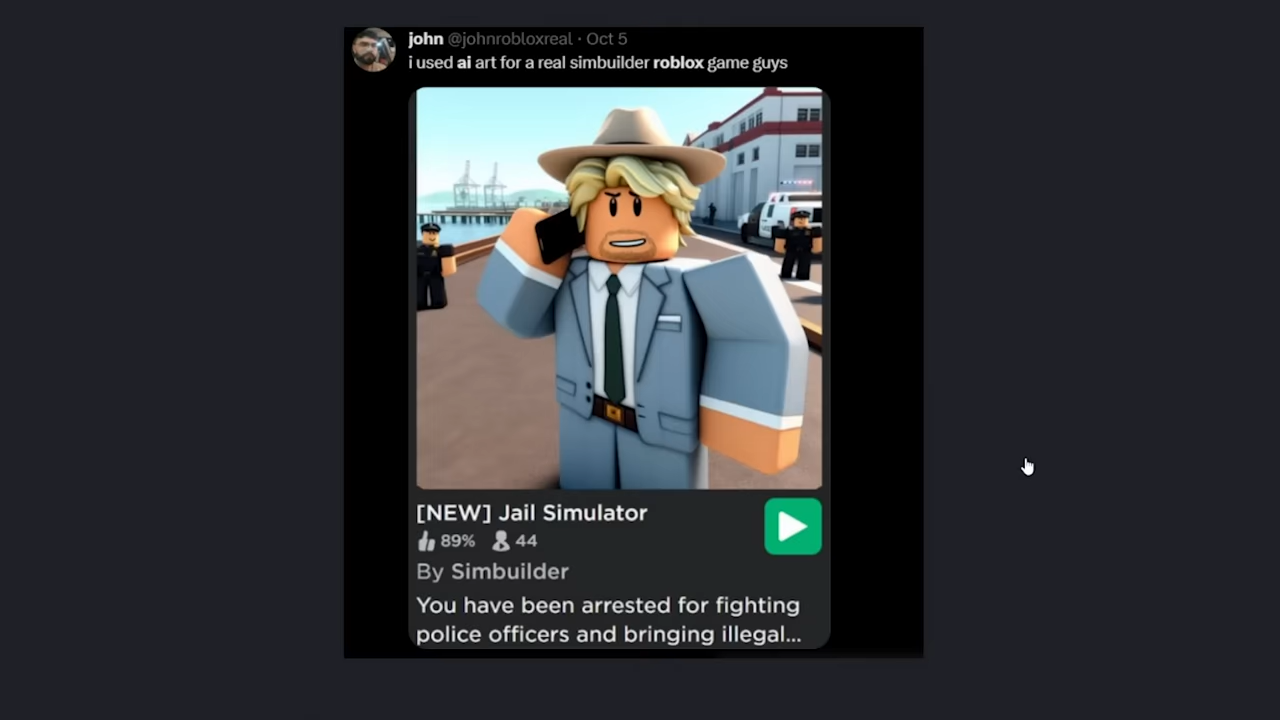 john @johnrobloxreal · Oct 5
i used ai art for a real simbuilder roblox game guys
[NEW] Jail Simulator
89% 44
By Simbuilder
You have been arrested for fighting
police officers and bringing illegal...